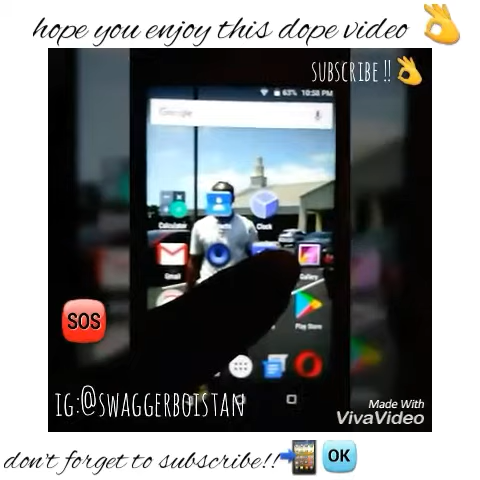 hope you enjoy this dope video 👌
SUBSCRIBE !! 👌
63% 10:58 PM
Google
Calculator
Clock
Gmail
Gallery
Play Store
SOS
IG:@SWAGGERBOISTAN
Made With
VivaVideo
don't forget to subscribe!! 📲 OK